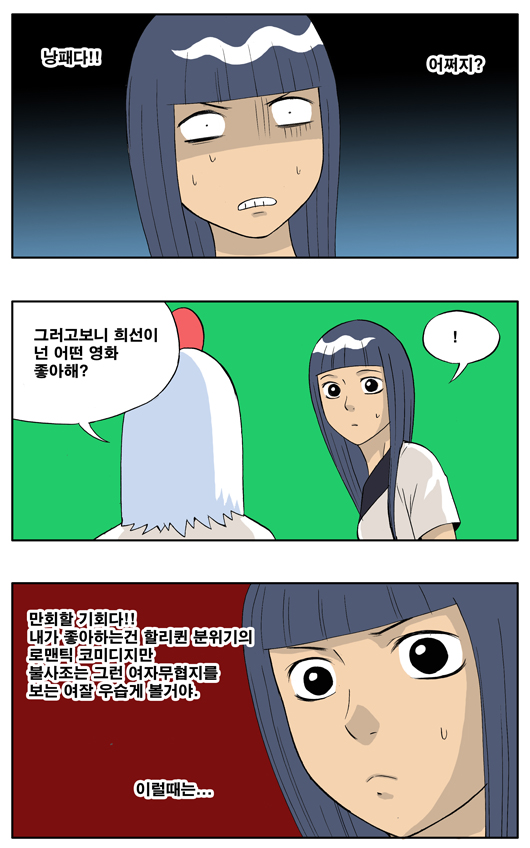 낭패다!!
어쩌지?
그러고보니 희선이
넌 어떤 영화
좋아해?
!
만회할 기회다!!
내가 좋아하는건 할리퀸 분위기의
로맨틱 코미디지만
불사조는 그런 여자무협지를
보는 여잘 우습게 볼거야.
이럴때는...